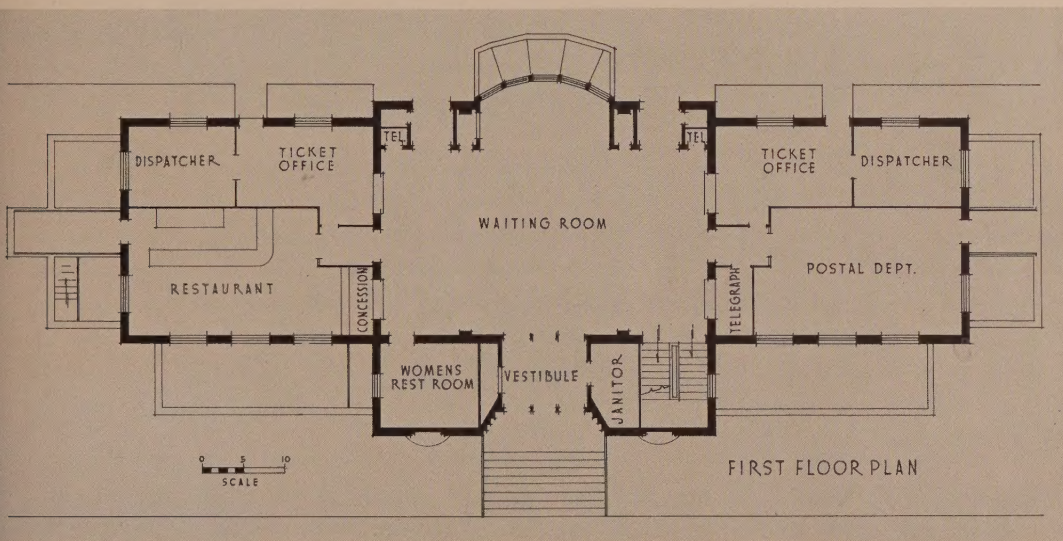 TEL
TEL
DISPATCHER
TICKET
OFFICE
TICKET
OFFICE
DISPATCHER
WAITING ROOM
RESTAURANT
CONCESSION
TELEGRAPH
POSTAL DEPT.
WOMENS
REST ROOM
VESTIBULE
JANITOR
0 5 10
SCALE
FIRST FLOOR PLAN